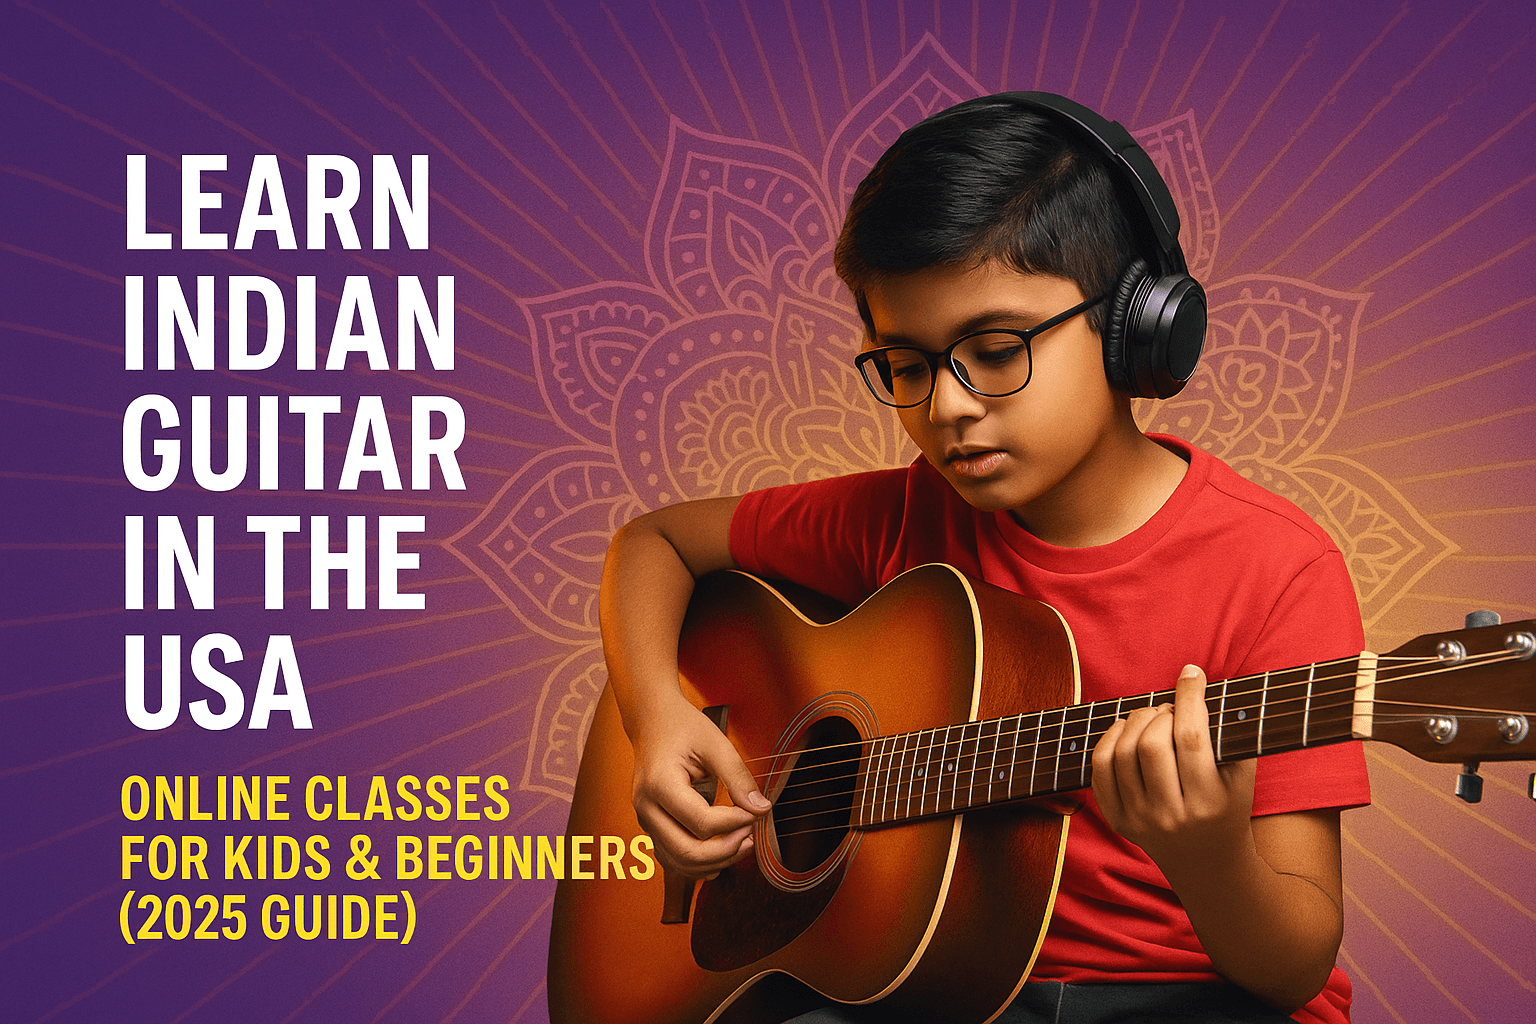 LEARN
INDIAN
GUITAR
IN THE
USA
ONLINE CLASSES
FOR KIDS & BEGINNERS
(2025 GUIDE)